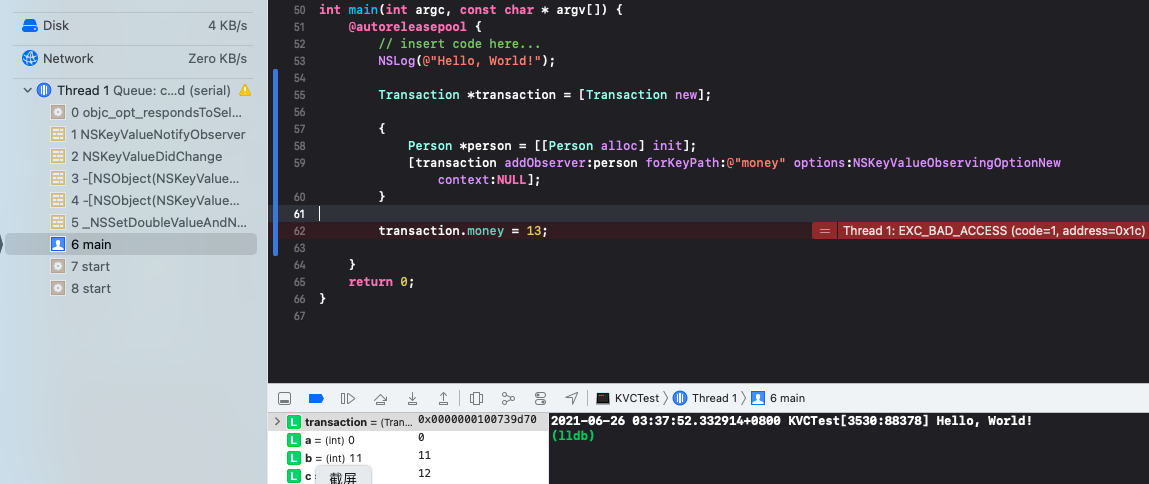 Disk 4 KB/s
Network Zero KB/s
Thread 1 Queue: c...d (serial)
0 objc_opt_respondsToSel...
1 NSKeyValueNotifyObserver
2 NSKeyValueDidChange
3 -[NSObject(NSKeyValue...
4 -[NSObject(NSKeyValue...
5 _NSSetDoubleValueAndN...
6 main
7 start
8 start
50 int main(int argc, const char * argv[]) {
51 @autoreleasepool {
52 // insert code here...
53 NSLog(@"Hello, World!");
54
55 Transaction *transaction = [Transaction new];
56
57 {
58 Person *person = [[Person alloc] init];
59 [transaction addObserver:person forKeyPath:@"money" options:NSKeyValueObservingOptionNew
context:NULL];
60 }
61
62 transaction.money = 13; Thread 1: EXC_BAD_ACCESS (code=1, address=0x1c)
63
64 }
65 return 0;
66 }
67
KVCTest Thread 1 6 main
L transaction = (Tran... 0x0000000100739d70
L a = (int) 0 0
L b = (int) 11 11
L c 12
截屏
2021-06-26 03:37:52.332914+0800 KVCTest[3530:88378] Hello, World!
(lldb)